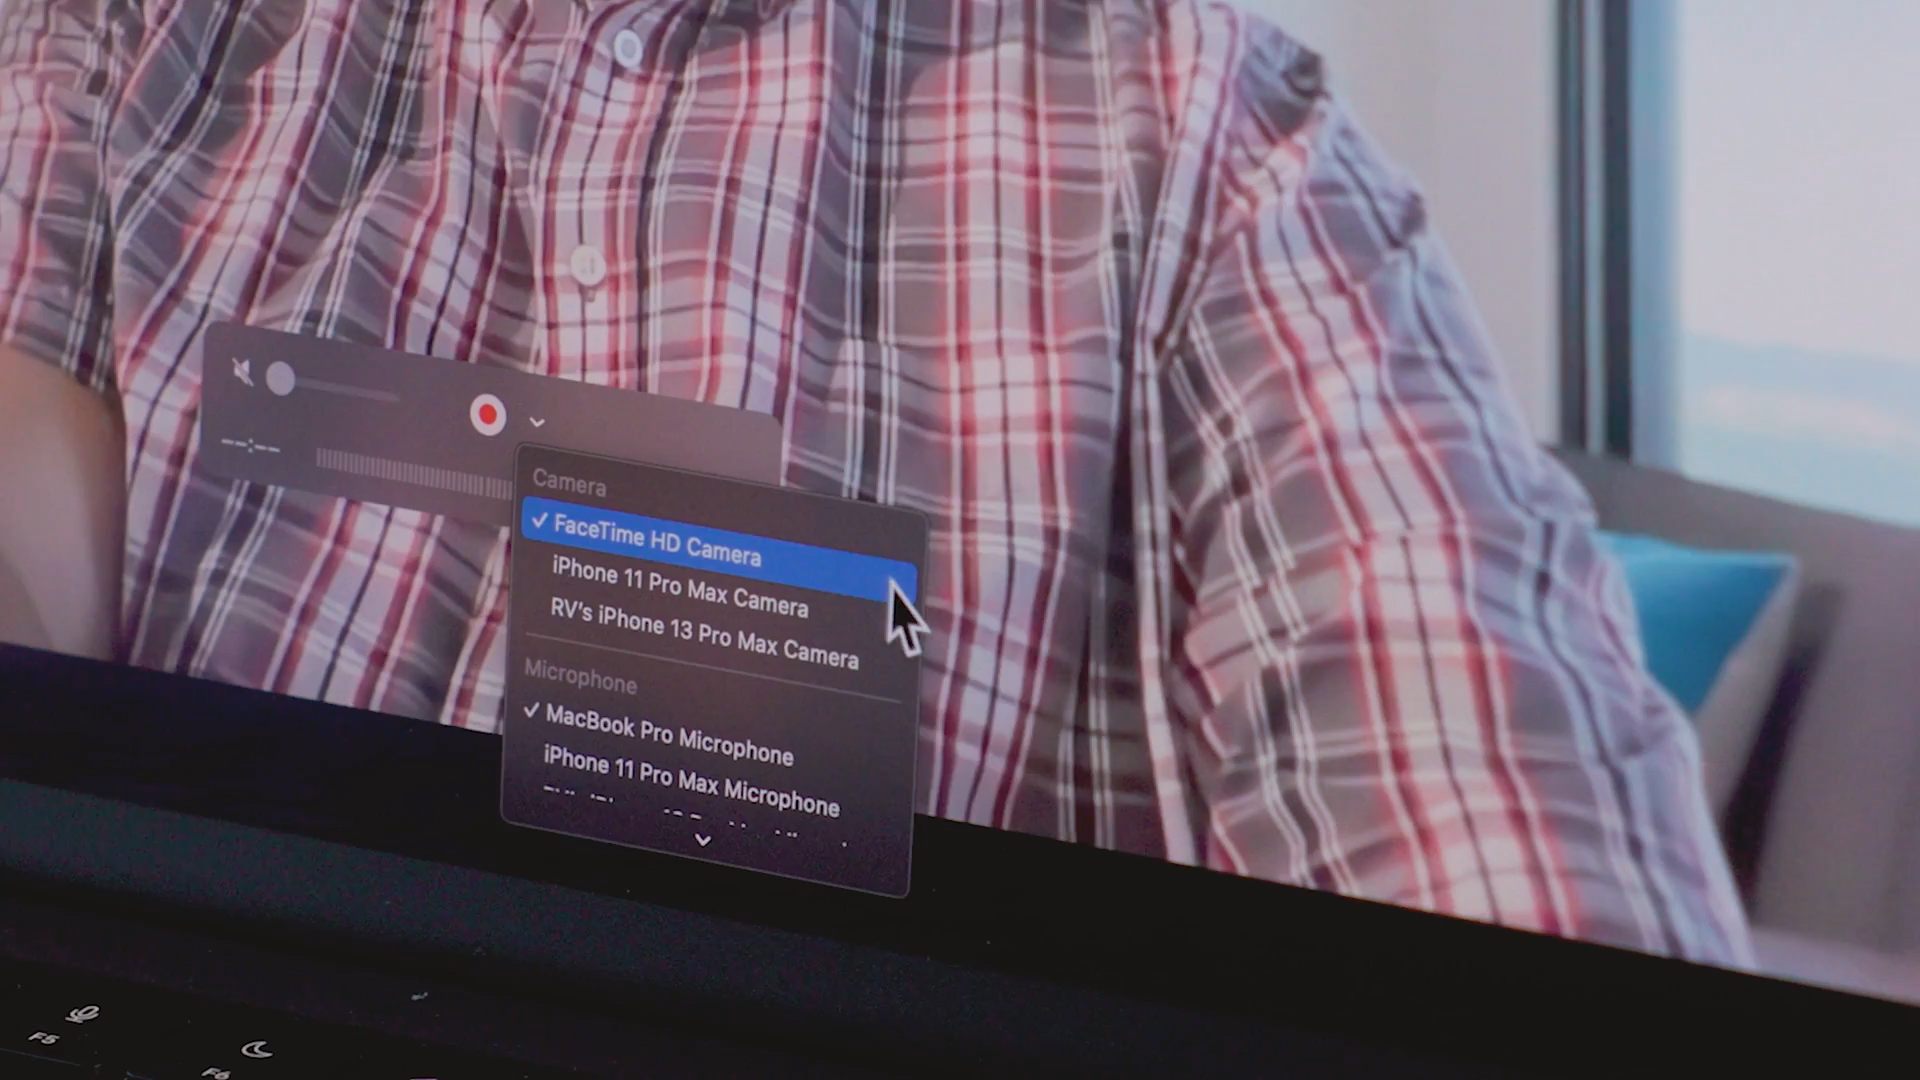 --:--
Camera
✓ FaceTime HD Camera
iPhone 11 Pro Max Camera
RV's iPhone 13 Pro Max Camera
Microphone
✓ MacBook Pro Microphone
iPhone 11 Pro Max Microphone
F5
F6